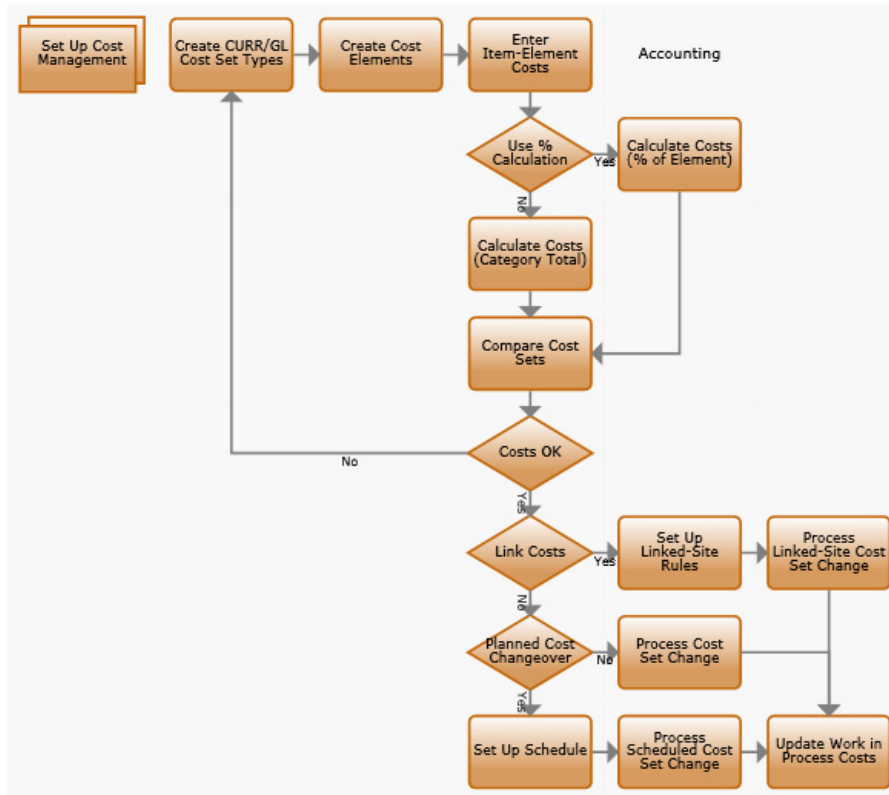 Set Up Cost
Management
Create CURR/GL
Cost Set Types
Create Cost
Elements
Enter
Item-Element
Costs
Accounting
Use %
Calculation
Yes
Calculate Costs
(% of Element)
No
Calculate Costs
(Category Total)
Compare Cost
Sets
Costs OK
No
Yes
Link Costs
Yes
Set Up
Linked-Site
Rules
Process
Linked-Site Cost
Set Change
No
Planned Cost
Changeover
No
Process Cost
Set Change
Yes
Set Up Schedule
Process
Scheduled Cost
Set Change
Update Work in
Process Costs